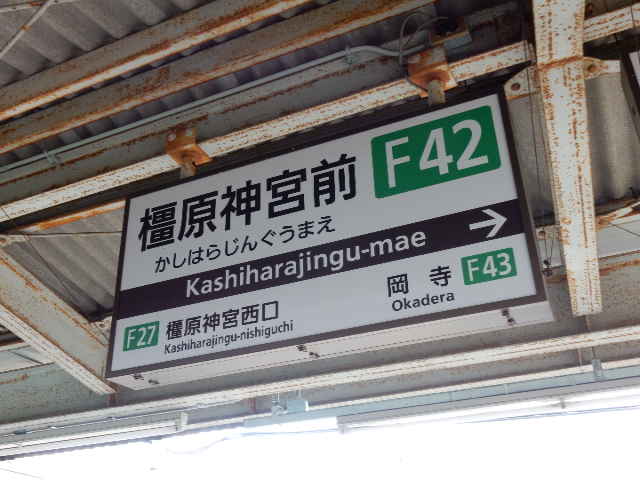 橿原神宮前 F42
かしはらじんぐうまえ
Kashiharajingu-mae →
F27 橿原神宮西口
Kashiharajingu-nishiguchi
岡寺 F43
Okadera